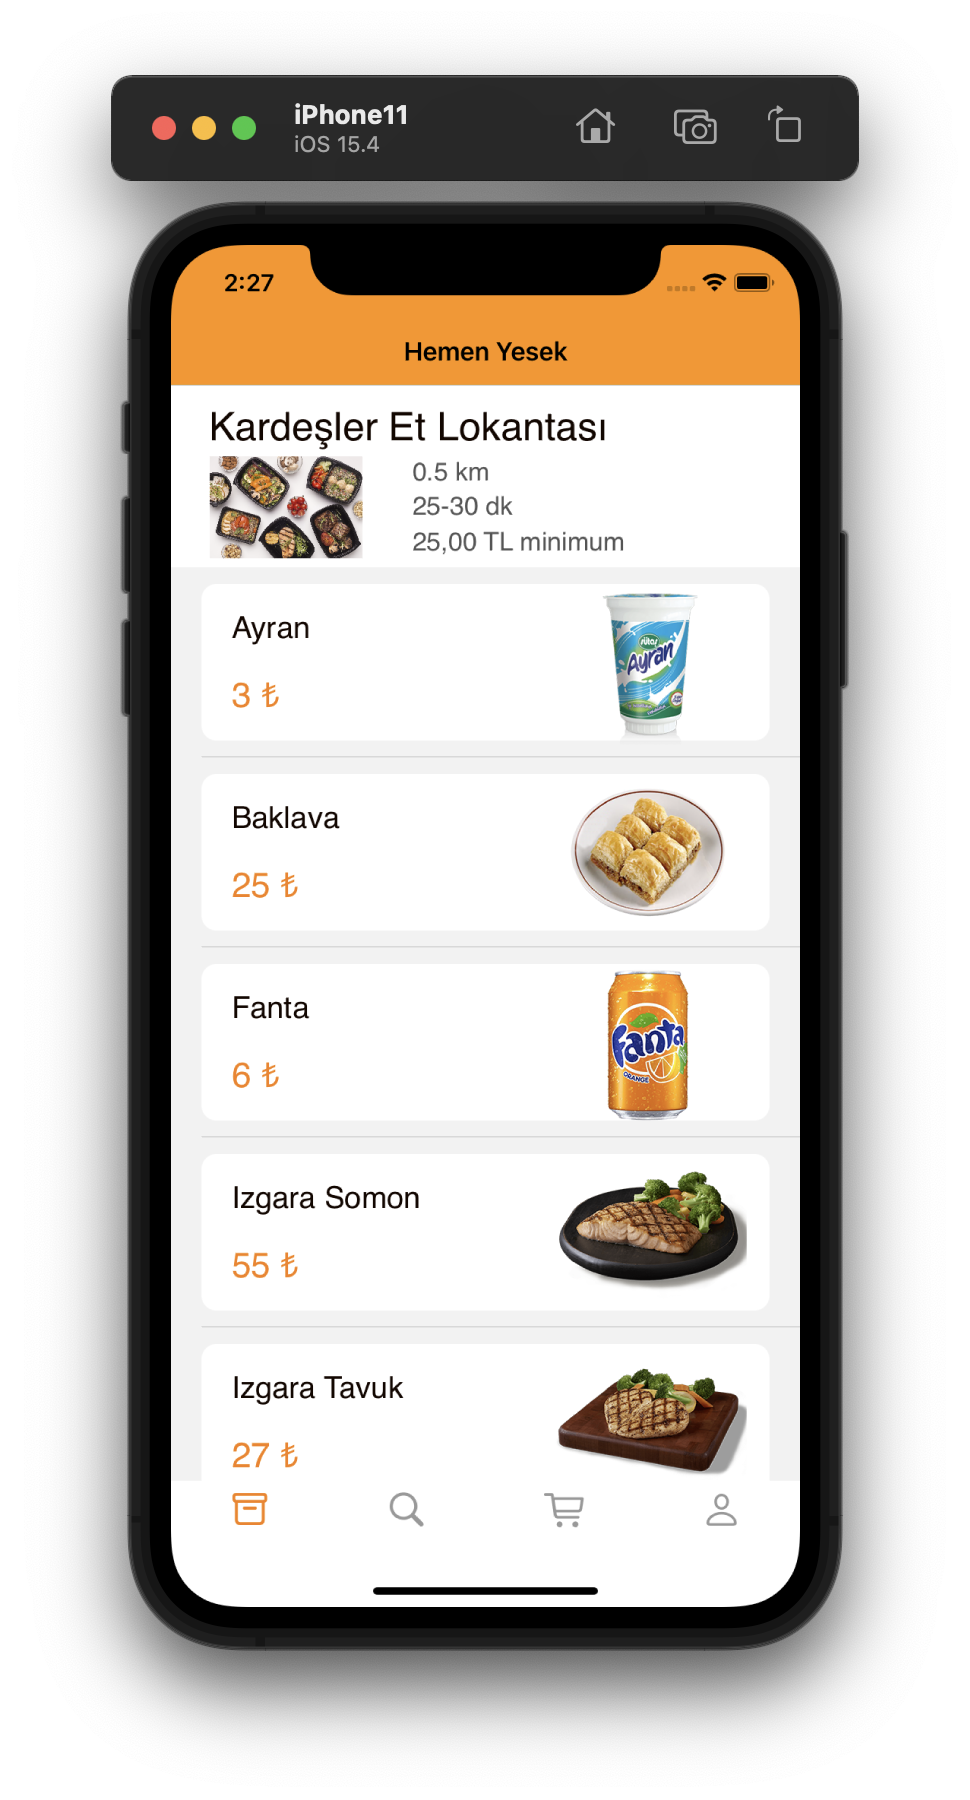 iPhone11
iOS 15.4
2:27
Hemen Yesek
Kardeşler Et Lokantası
0.5 km
25-30 dk
25,00 TL minimum
Ayran
3 ₺
sütaş
Ayran
Baklava
25 ₺
Fanta
6 ₺
Fanta
ORANGE
Izgara Somon
55 ₺
Izgara Tavuk
27 ₺